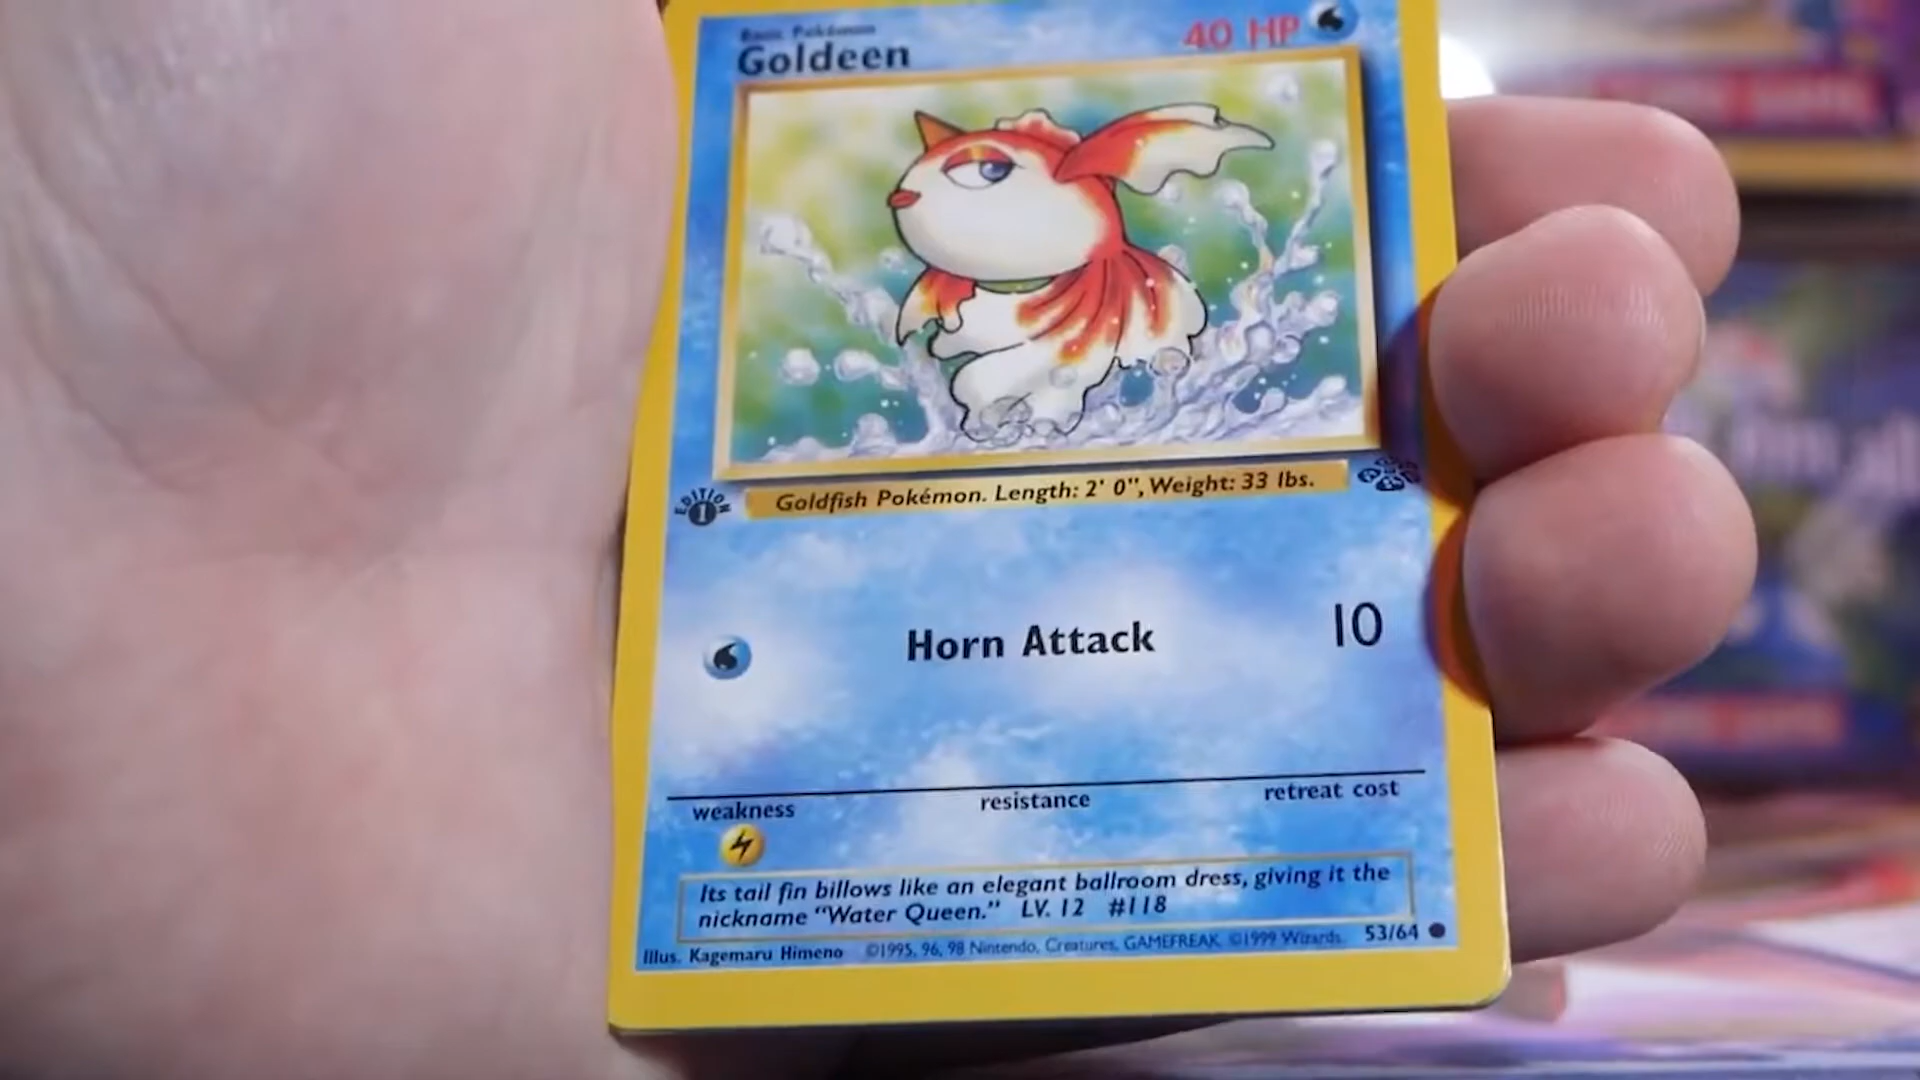 Basic Pokémon
Goldeen
40 HP
EDITION
1
Goldfish Pokémon. Length: 2' 0", Weight: 33 lbs.
Horn Attack 10
weakness resistance retreat cost
Its tail fin billows like an elegant ballroom dress, giving it the
nickname “Water Queen.” LV. 12 #118
Illus. Kagemaru Himeno ©1995, 96, 98 Nintendo, Creatures, GAMEFREAK ©1999 Wizards. 53/64